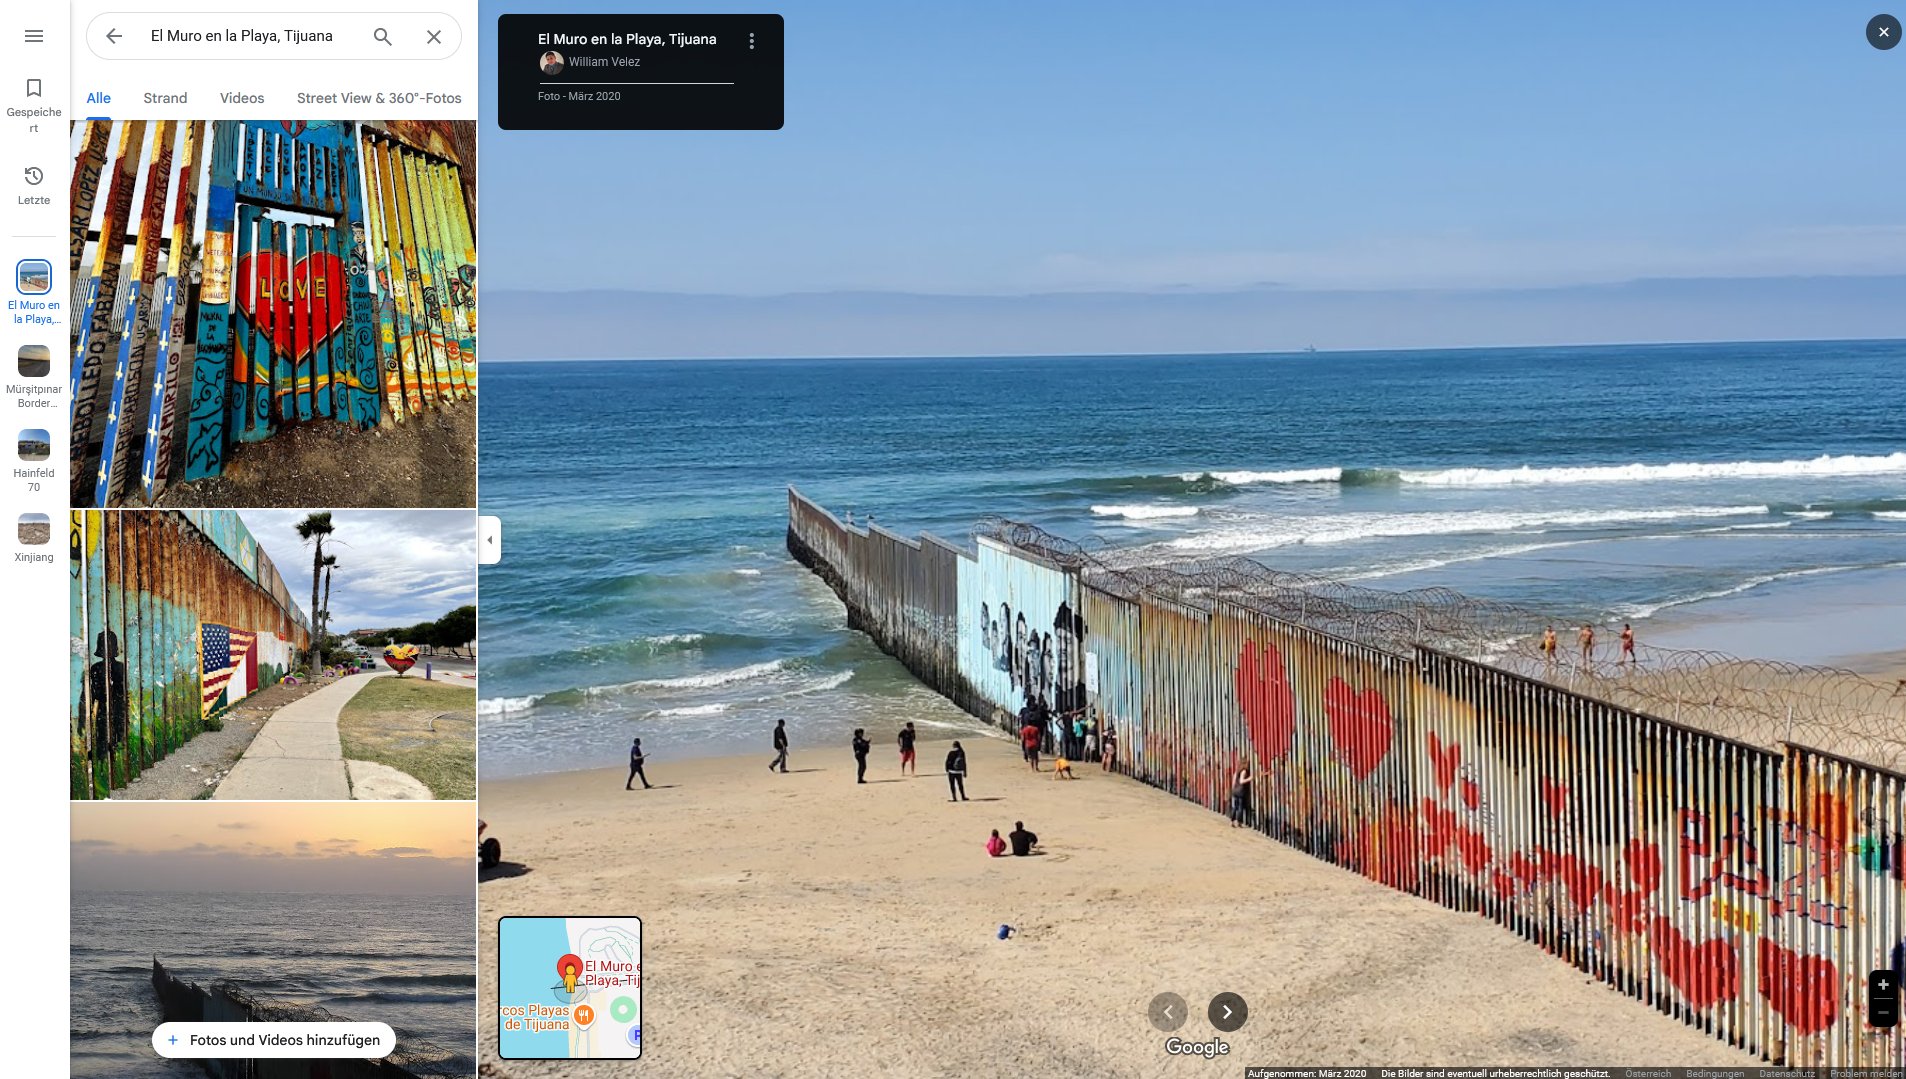 El Muro en la Playa, Tijuana
Alle
Strand
Videos
Street View & 360°-Fotos
Gespeiche
rt
Letzte
El Muro en
la Playa,...
Mürşitpınar
Border...
Hainfeld
70
Xinjiang
LOVE
Fotos und Videos hinzufügen
El Muro en la Playa, Tijuana
William Velez
Foto - März 2020
El Muro e
Playa, Tij
rcos Playas
de Tijuana
P
Google
Aufgenommen: März 2020 Die Bilder sind eventuell urheberrechtlich geschützt. Österreich Bedingungen Datenschutz Problem melden